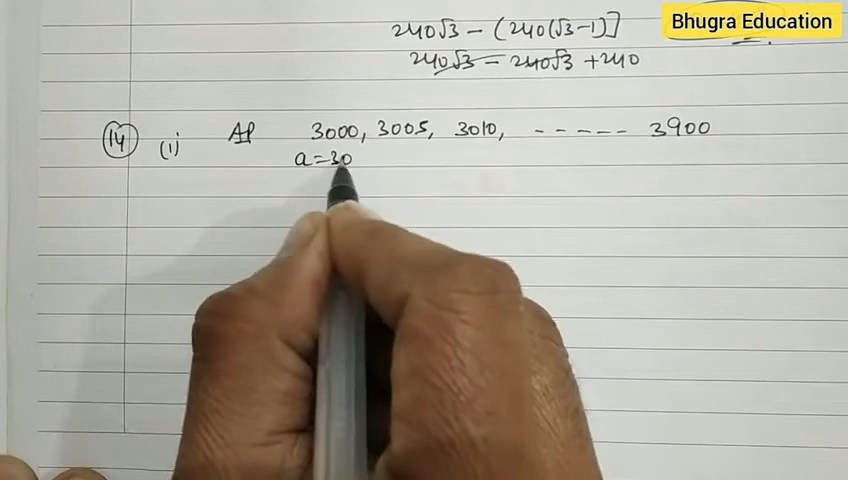 240√3 - (240(√3-1)]
Bhugra Education
240√3 = 240√3 + 240
14 (i) AP 3000, 3005, 3010, ----- 3900
a=30